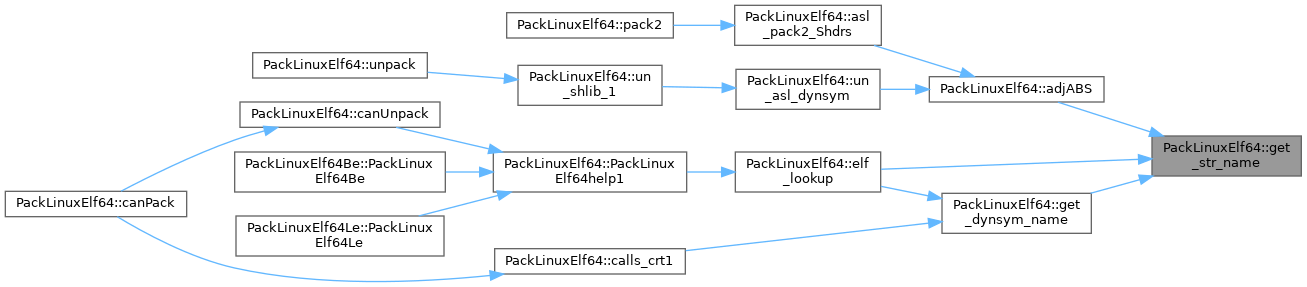 PackLinuxElf64::pack2
PackLinuxElf64::asl
_pack2_Shdrs
PackLinuxElf64::unpack
PackLinuxElf64::un
_shlib_1
PackLinuxElf64::un
_asl_dynsym
PackLinuxElf64::adjABS
PackLinuxElf64::canUnpack
PackLinuxElf64::get
_str_name
PackLinuxElf64Be::PackLinux
Elf64Be
PackLinuxElf64::PackLinux
Elf64help1
PackLinuxElf64::elf
_lookup
PackLinuxElf64::canPack
PackLinuxElf64Le::PackLinux
Elf64Le
PackLinuxElf64::get
_dynsym_name
PackLinuxElf64::calls_crt1